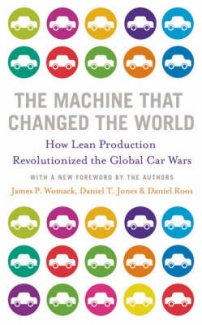 THE MACHINE THAT
CHANGED THE WORLD
How Lean Production
Revolutionized the Global Car Wars
WITH A NEW FOREWORD BY THE AUTHORS
James P. Womack, Daniel T. Jones & Daniel Roos